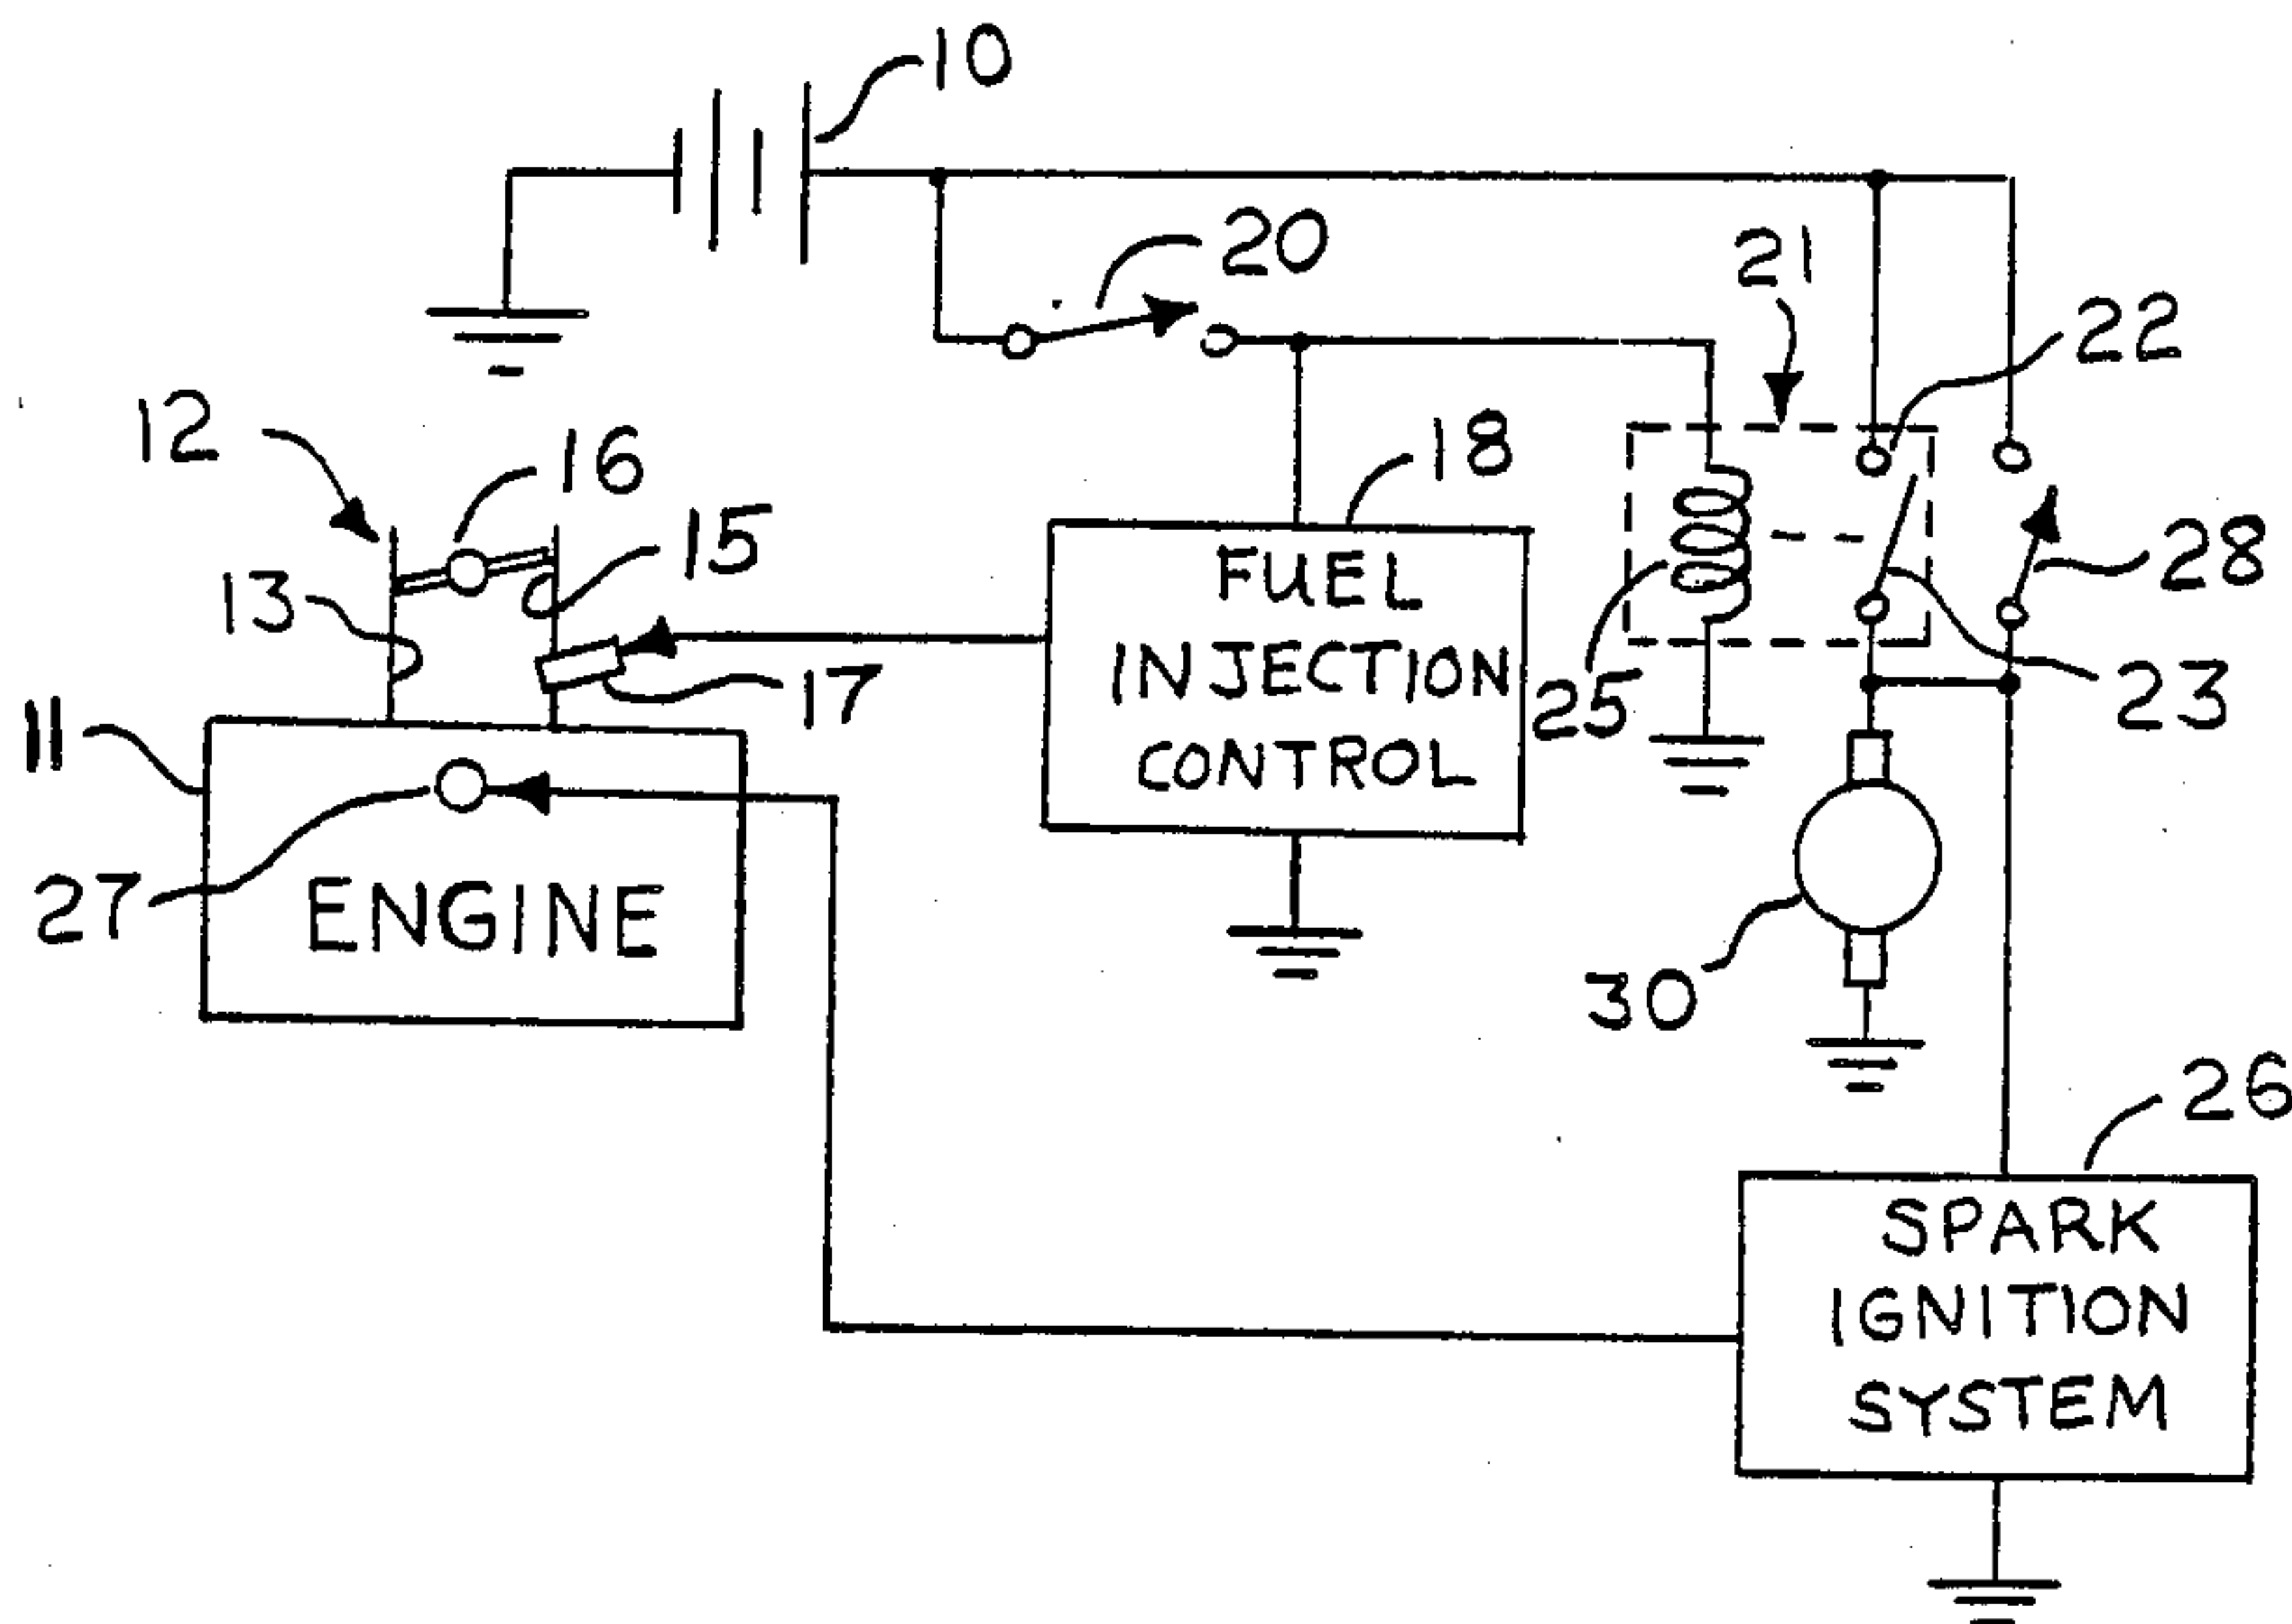 10
20
21
22
12
16
15
18
13
FUEL
INJECTION
CONTROL
28
17
25
23
11
27
ENGINE
30
26
SPARK
IGNITION
SYSTEM